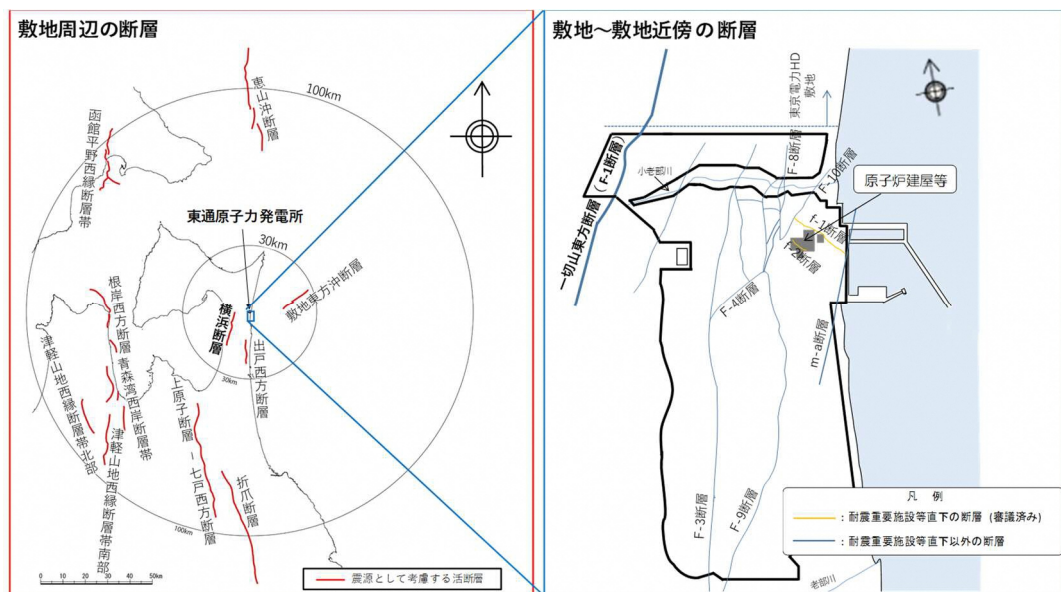 敷地周辺の断層
100km
恵山沖断層
函館平野西縁断層帯
東通原子力発電所
30km
敷地東方沖断層
横浜断層
根岸西方断層
出戸西方断層
30km
津軽山地西縁断層帯北部
青森湾西岸断層帯
上原子断層－七戸西方断層
津軽山地西縁断層帯南部
折爪断層
100km
0 10 20 30 40 50km
震源として考慮する活断層
敷地～敷地近傍の断層
東京電力HD
敷地
F-8断層
一切山東方断層（F-1断層）
小老部川
F-10断層
原子炉建屋等
f-1断層
f-2断層
F-4断層
m-a断層
F-3断層
F-9断層
凡 例
：耐震重要施設等直下の断層 (審議済み)
：耐震重要施設等直下以外の断層
老部川